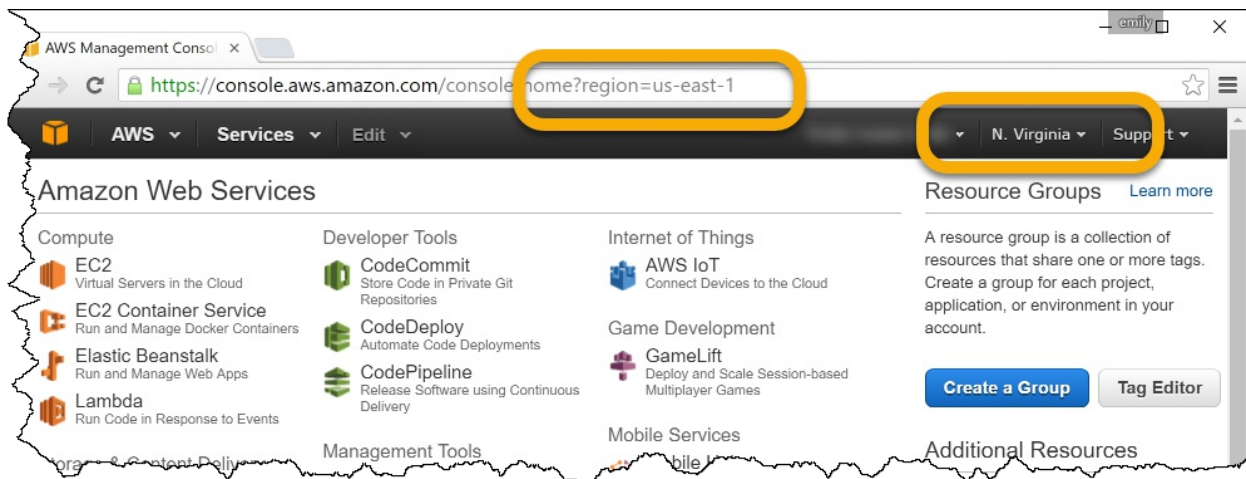 emily
AWS Management Consol
https://console.aws.amazon.com/console/home?region=us-east-1
AWS Services Edit N. Virginia Support
Amazon Web Services
Compute
EC2
Virtual Servers in the Cloud
EC2 Container Service
Run and Manage Docker Containers
Elastic Beanstalk
Run and Manage Web Apps
Lambda
Run Code in Response to Events
Storage & Content Deliver
Developer Tools
CodeCommit
Store Code in Private Git
Repositories
CodeDeploy
Automate Code Deployments
CodePipeline
Release Software using Continuous
Delivery
Management Tools
Internet of Things
AWS IoT
Connect Devices to the Cloud
Game Development
GameLift
Deploy and Scale Session-based
Multiplayer Games
Mobile Services
Resource Groups Learn more
A resource group is a collection of
resources that share one or more tags.
Create a group for each project,
application, or environment in your
account.
Create a Group Tag Editor
Additional Resources